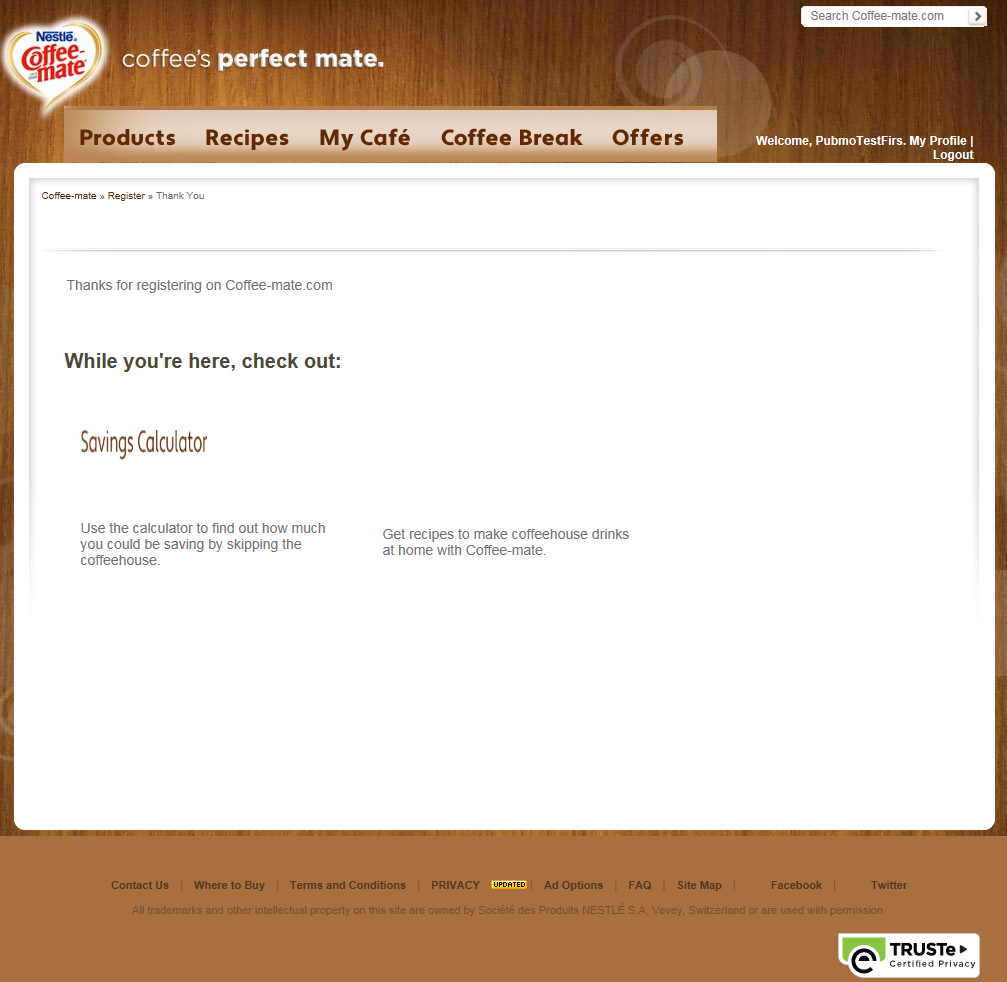 Search Coffee-mate.com
Nestlé®
Coffee-
mate®
coffee's perfect mate.
Products Recipes My Café Coffee Break Offers
Welcome, PubmoTestFirs. My Profile |
Logout
Coffee-mate » Register » Thank You
Thanks for registering on Coffee-mate.com
While you're here, check out:
Savings Calculator
Use the calculator to find out how much
you could be saving by skipping the
coffeehouse.
Get recipes to make coffeehouse drinks
at home with Coffee-mate.
Contact Us | Where to Buy | Terms and Conditions | PRIVACY UPDATED | Ad Options | FAQ | Site Map | Facebook | Twitter
All trademarks and other intellectual property on this site are owned by Société des Produits NESTLÉ S.A, Vevey, Switzerland or are used with permission.
TRUSTe
Certified Privacy